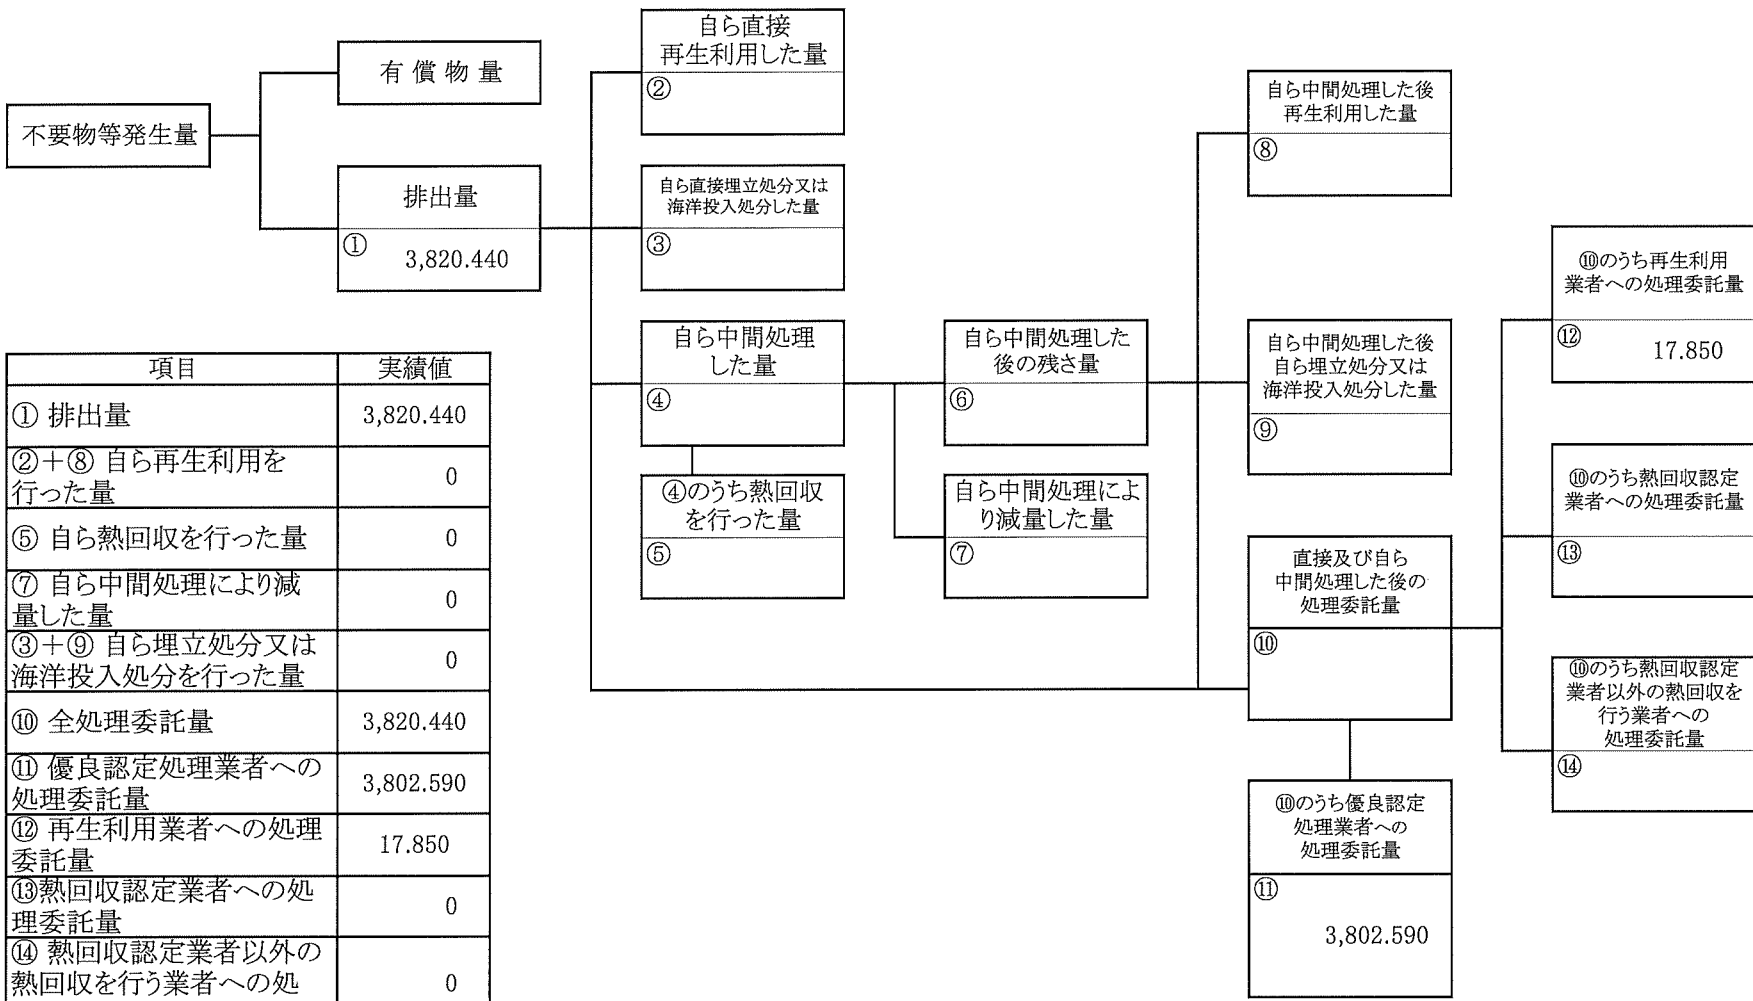 不要物等発生量
有償物量
排出量
①
3,820.440
自ら直接
再生利用した量
②
自ら直接埋立処分又は
海洋投入処分した量
③
自ら中間処理
した量
④
④のうち熱回収
を行った量
⑤
自ら中間処理した
後の残さ量
⑥
自ら中間処理によ
り減量した量
⑦
自ら中間処理した後
再生利用した量
⑧
自ら中間処理した後
自ら埋立処分又は
海洋投入処分した量
⑨
直接及び自ら
中間処理した後の
処理委託量
⑩
⑩のうち優良認定
処理業者への
処理委託量
⑪
3,802.590
⑩のうち再生利用
業者への処理委託量
⑫
17.850
⑩のうち熱回収認定
業者への処理委託量
⑬
⑩のうち熱回収認定
業者以外の熱回収を
行う業者への
処理委託量
⑭
項目 実績値
① 排出量 3,820.440
②+⑧ 自ら再生利用を
行った量 0
⑤ 自ら熱回収を行った量 0
⑦ 自ら中間処理により減
量した量 0
③+⑨ 自ら埋立処分又は
海洋投入処分を行った量 0
⑩ 全処理委託量 3,820.440
⑪ 優良認定処理業者への
処理委託量 3,802.590
⑫ 再生利用業者への処理
委託量 17.850
⑬熱回収認定業者への処
理委託量 0
⑭ 熱回収認定業者以外の
熱回収を行う業者への処 0